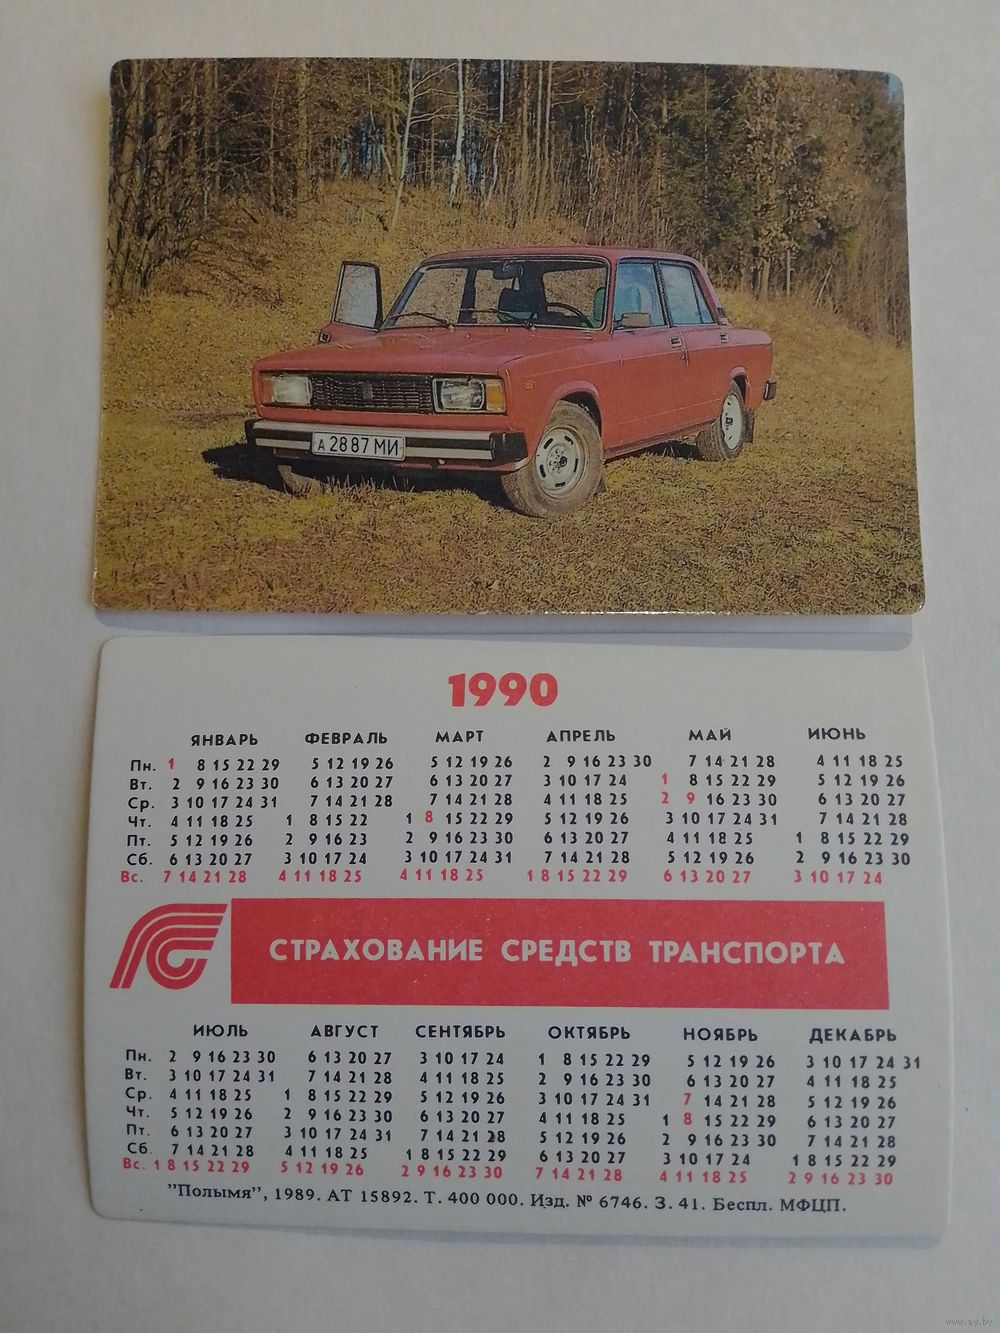 А 28 87 МИ
1990
ЯНВАРЬ ФЕВРАЛЬ МАРТ АПРЕЛЬ МАЙ ИЮНЬ
Пн. 1 8 15 22 29 5 12 19 26 5 12 19 26 2 9 16 23 30 7 14 21 28 4 11 18 25
Вт. 2 9 16 23 30 6 13 20 27 6 13 20 27 3 10 17 24 1 8 15 22 29 5 12 19 26
Ср. 3 10 17 24 31 7 14 21 28 7 14 21 28 4 11 18 25 2 9 16 23 30 6 13 20 27
Чт. 4 11 18 25 1 8 15 22 1 8 15 22 29 5 12 19 26 3 10 17 24 31 7 14 21 28
Пт. 5 12 19 26 2 9 16 23 2 9 16 23 30 6 13 20 27 4 11 18 25 1 8 15 22 29
Сб. 6 13 20 27 3 10 17 24 3 10 17 24 31 7 14 21 28 5 12 19 26 2 9 16 23 30
Вс. 7 14 21 28 4 11 18 25 4 11 18 25 1 8 15 22 29 6 13 20 27 3 10 17 24
СТРАХОВАНИЕ СРЕДСТВ ТРАНСПОРТА
ИЮЛЬ АВГУСТ СЕНТЯБРЬ ОКТЯБРЬ НОЯБРЬ ДЕКАБРЬ
Пн. 2 9 16 23 30 6 13 20 27 3 10 17 24 1 8 15 22 29 5 12 19 26 3 10 17 24 31
Вт. 3 10 17 24 31 7 14 21 28 4 11 18 25 2 9 16 23 30 6 13 20 27 4 11 18 25
Ср. 4 11 18 25 1 8 15 22 29 5 12 19 26 3 10 17 24 31 7 14 21 28 5 12 19 26
Чт. 5 12 19 26 2 9 16 23 30 6 13 20 27 4 11 18 25 1 8 15 22 29 6 13 20 27
Пт. 6 13 20 27 3 10 17 24 31 7 14 21 28 5 12 19 26 2 9 16 23 30 7 14 21 28
Сб. 7 14 21 28 4 11 18 25 1 8 15 22 29 6 13 20 27 3 10 17 24 1 8 15 22 29
Вс. 1 8 15 22 29 5 12 19 26 2 9 16 23 30 7 14 21 28 4 11 18 25 2 9 16 23 30
"Полымя", 1989. АТ 15892. Т. 400 000. Изд. № 6746. З. 41. Беспл. МФЦП.
www.ay.by